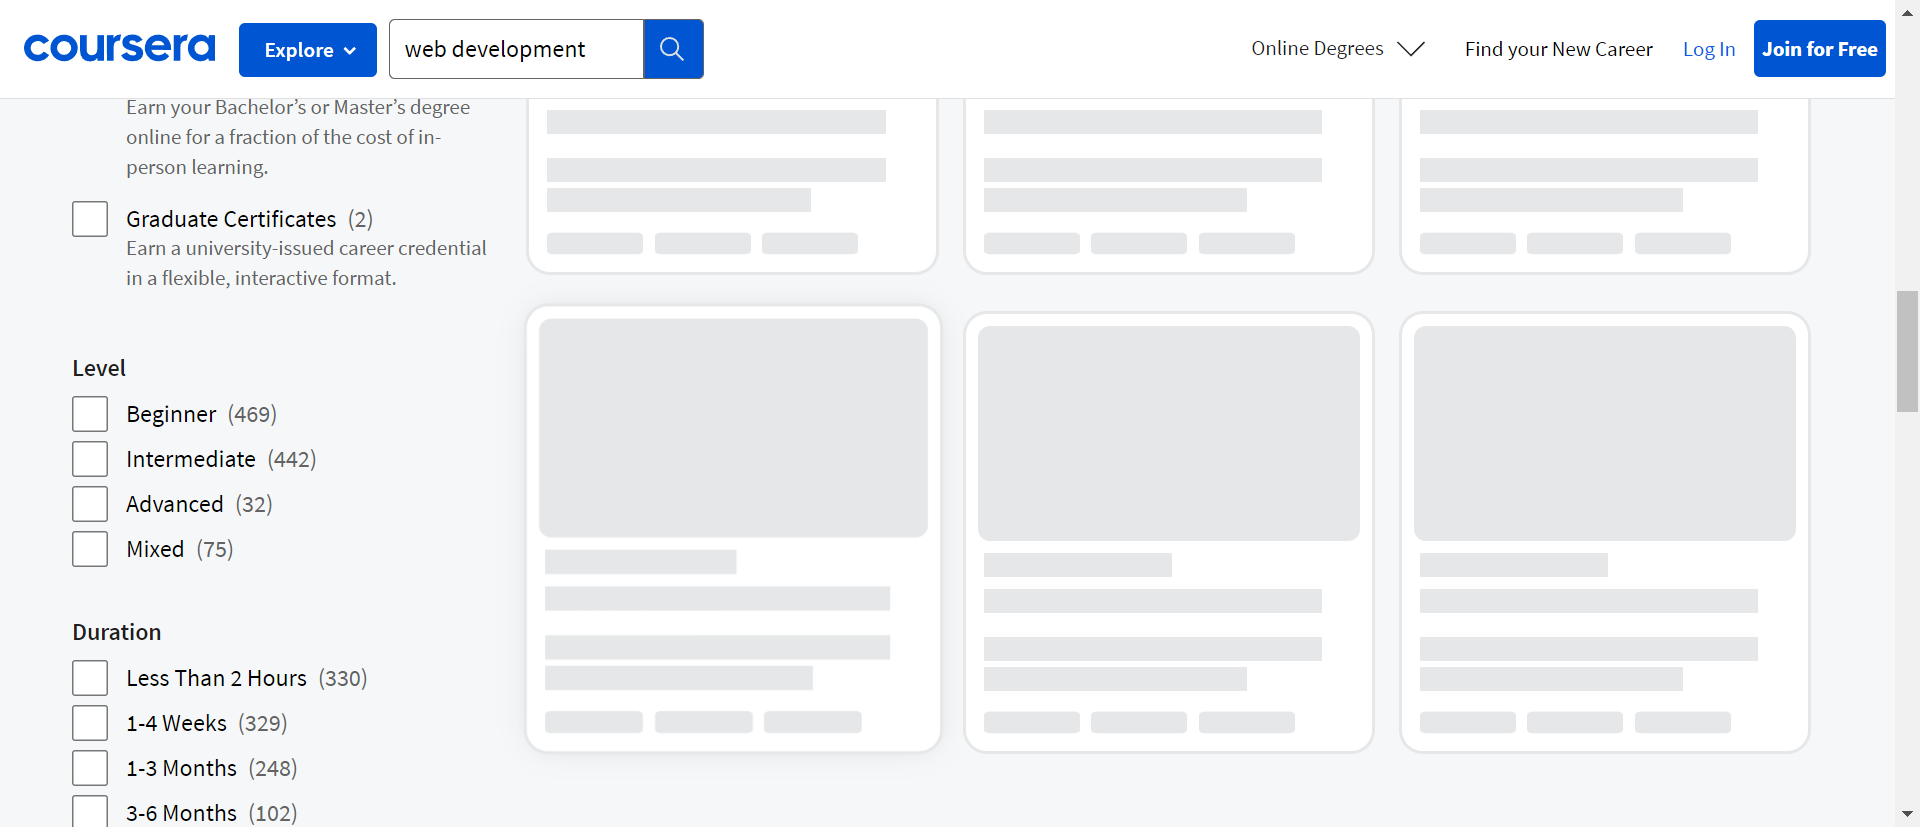 coursera
Explore
web development
Online Degrees
Find your New Career
Log In
Join for Free
Earn your Bachelor’s or Master’s degree
online for a fraction of the cost of in-
person learning.
Graduate Certificates (2)
Earn a university-issued career credential
in a flexible, interactive format.
Level
Beginner (469)
Intermediate (442)
Advanced (32)
Mixed (75)
Duration
Less Than 2 Hours (330)
1-4 Weeks (329)
1-3 Months (248)
3-6 Months (102)